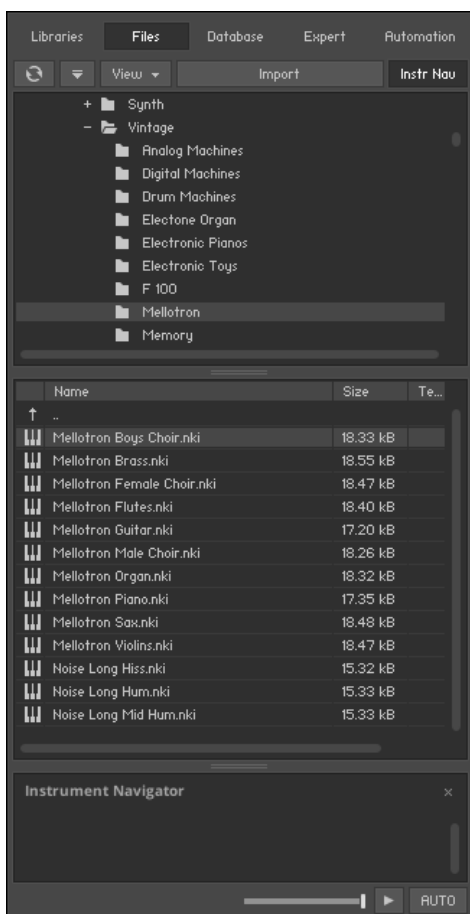 Libraries Files Database Expert Automation
View Import Instr Nav
+ Synth
- Vintage
Analog Machines
Digital Machines
Drum Machines
Electone Organ
Electronic Pianos
Electronic Toys
F 100
Mellotron
Memory
Name Size Te...
..
Mellotron Boys Choir.nki 18.33 kB
Mellotron Brass.nki 18.55 kB
Mellotron Female Choir.nki 18.47 kB
Mellotron Flutes.nki 18.40 kB
Mellotron Guitar.nki 17.20 kB
Mellotron Male Choir.nki 18.26 kB
Mellotron Organ.nki 18.32 kB
Mellotron Piano.nki 17.35 kB
Mellotron Sax.nki 18.48 kB
Mellotron Violins.nki 18.47 kB
Noise Long Hiss.nki 15.32 kB
Noise Long Hum.nki 15.33 kB
Noise Long Mid Hum.nki 15.33 kB
Instrument Navigator ×
AUTO